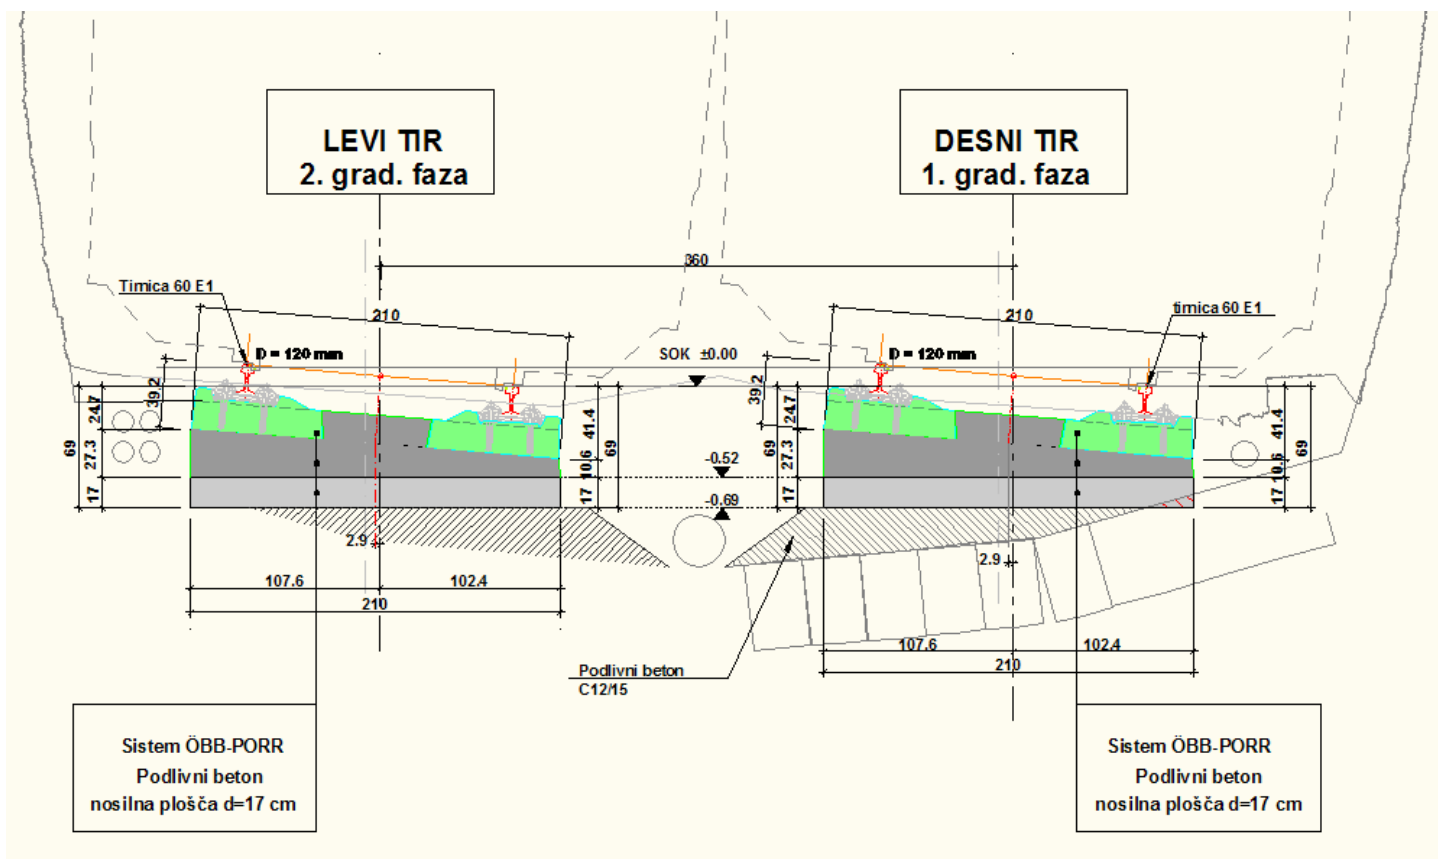 LEVI TIR
2. grad. faza
DESNI TIR
1. grad. faza
360
Tirnica 60 E1
210
D = 120 mm
SOK ±0.00
210
tirnica 60 E1
D = 120 mm
39.2
24.7
69
27.3
17
41.4
10.6
17
69
-0.52
-0.69
39.2
24.7
69
27.3
17
41.4
10.6
17
69
2.9
107.6
102.4
210
2.9
107.6
102.4
210
Podlivni beton
C12/15
Sistem ÖBB-PORR
Podlivni beton
nosilna plošča d=17 cm
Sistem ÖBB-PORR
Podlivni beton
nosilna plošča d=17 cm